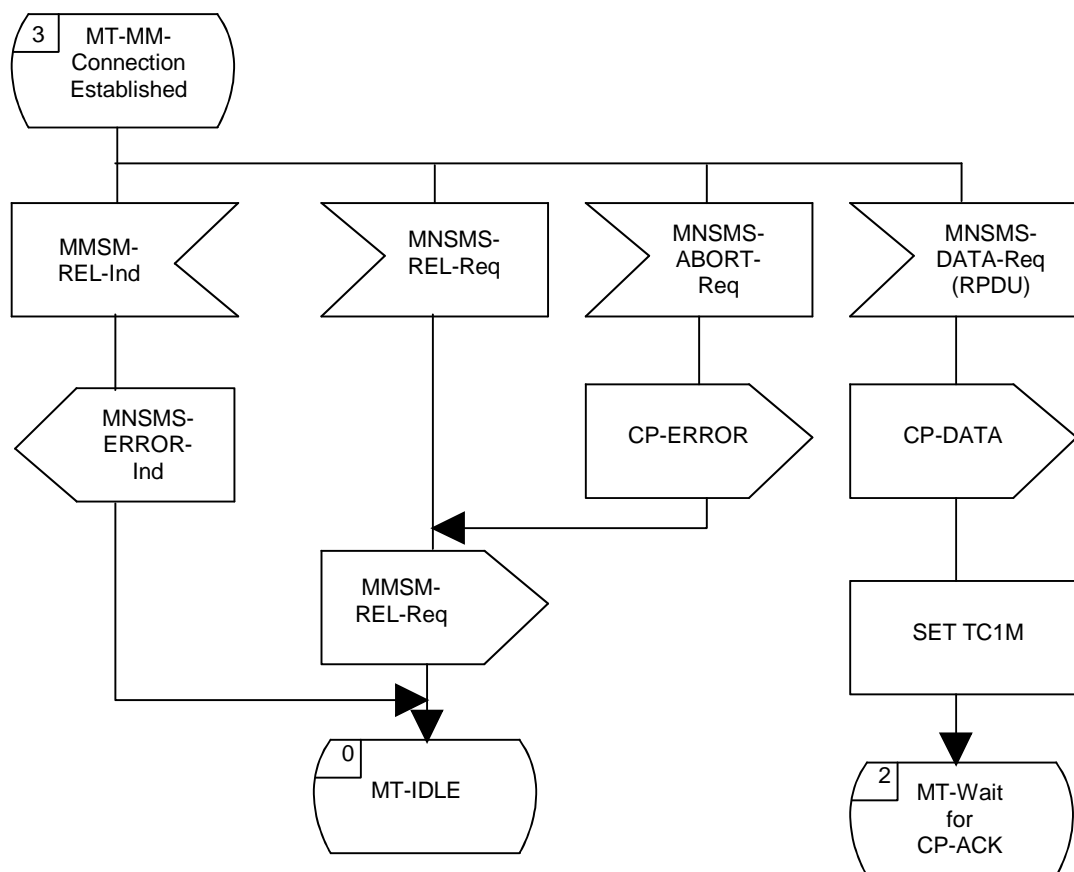 3
MT-MM-
Connection
Established
MMSM-
REL-Ind
MNSMS-
REL-Req
MNSMS-
ABORT-
Req
MNSMS-
DATA-Req
(RPDU)
MNSMS-
ERROR-
Ind
CP-ERROR
CP-DATA
MMSM-
REL-Req
SET TC1M
0
MT-IDLE
2
MT-Wait
for
CP-ACK